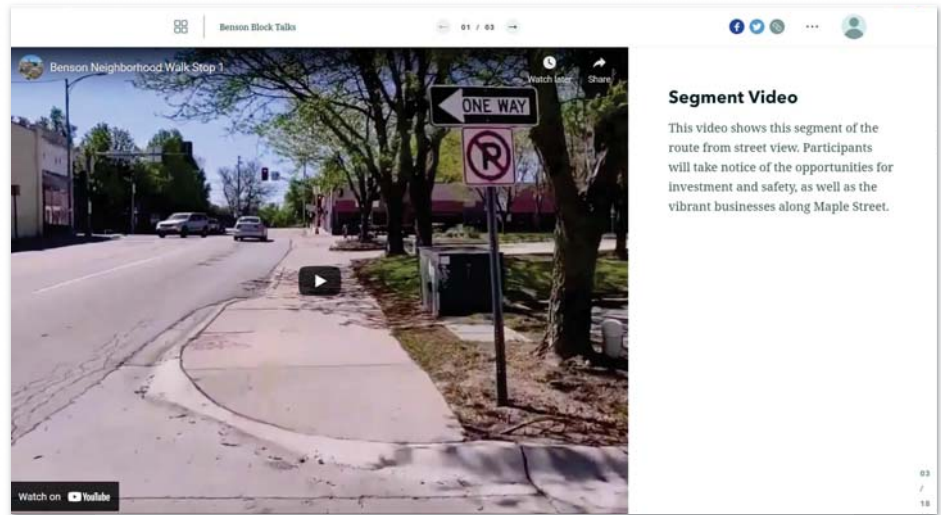 Benson Block Talks
01 / 03
Benson Neighborhood Walk Stop 1
Watch later
Share
ONE WAY
P
Segment Video
This video shows this segment of the
route from street view. Participants
will take notice of the opportunities for
investment and safety, as well as the
vibrant businesses along Maple Street.
Watch on YouTube
03
/
18